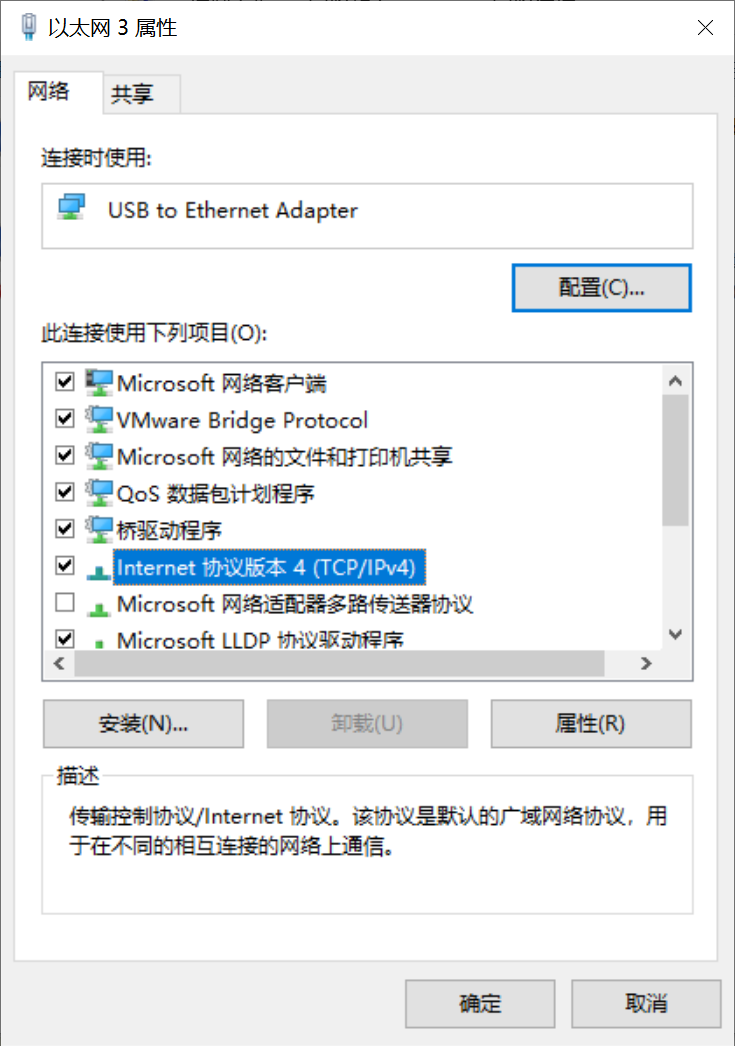 以太网 3 属性
网络
共享
连接时使用:
USB to Ethernet Adapter
配置(C)...
此连接使用下列项目(O):
Microsoft 网络客户端
VMware Bridge Protocol
Microsoft 网络的文件和打印机共享
QoS 数据包计划程序
桥驱动程序
Internet 协议版本 4 (TCP/IPv4)
Microsoft 网络适配器多路传送器协议
Microsoft LLDP 协议驱动程序
安装(N)...
卸载(U)
属性(R)
描述
传输控制协议/Internet 协议。该协议是默认的广域网络协议，用
于在不同的相互连接的网络上通信。
确定
取消